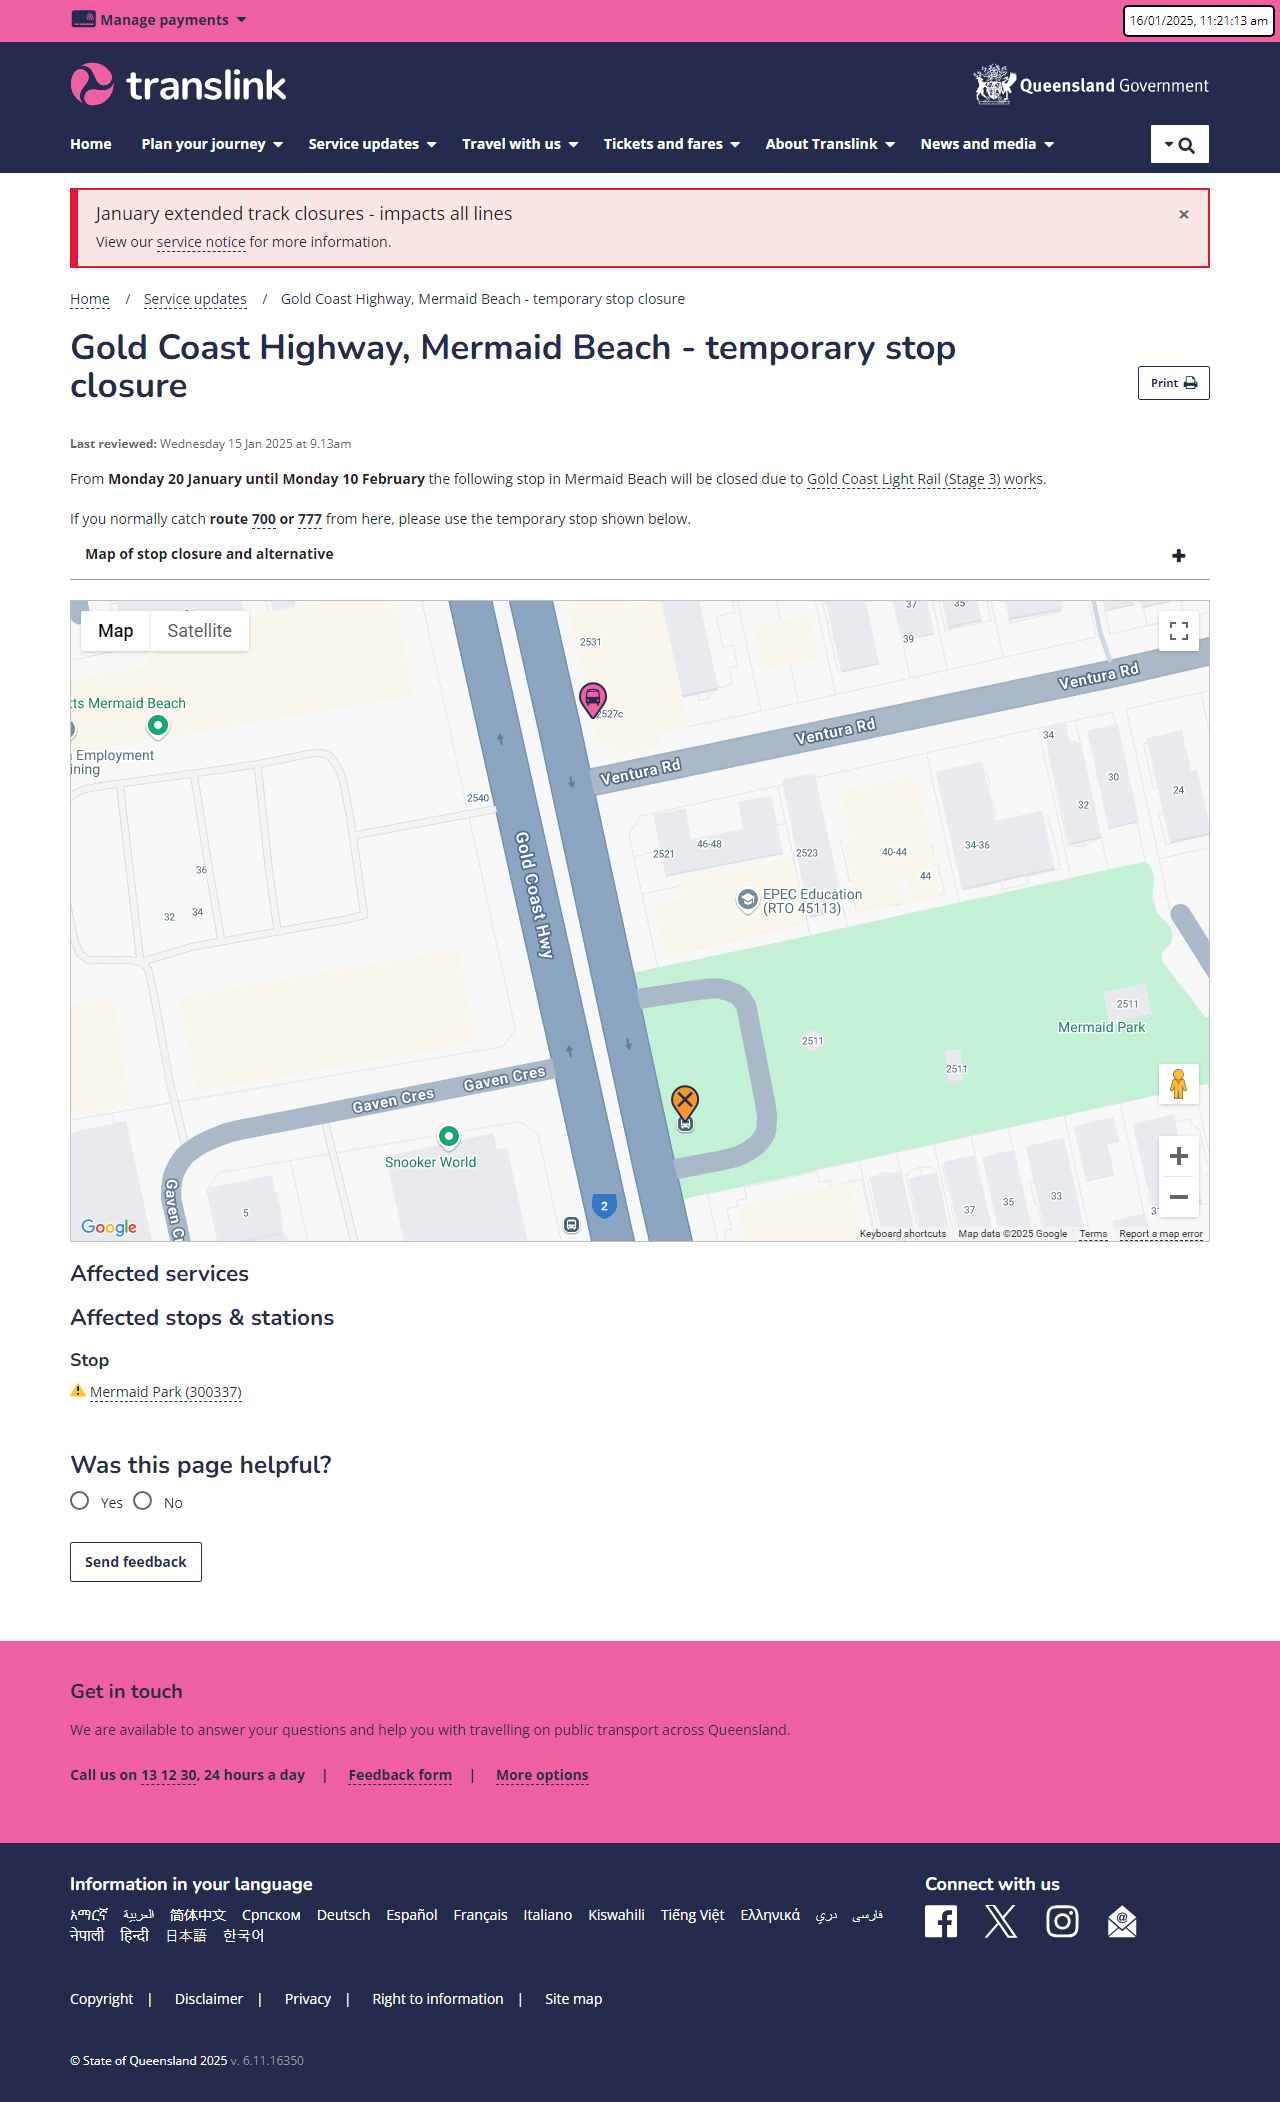 Manage payments
16/01/2025, 11:21:13 am
translink
Queensland Government
Home Plan your journey Service updates Travel with us Tickets and fares About Translink News and media
January extended track closures - impacts all lines
×
View our service notice for more information.
Home / Service updates / Gold Coast Highway, Mermaid Beach - temporary stop closure
Gold Coast Highway, Mermaid Beach - temporary stop
closure
Print
Last reviewed: Wednesday 15 Jan 2025 at 9.13am
From Monday 20 January until Monday 10 February the following stop in Mermaid Beach will be closed due to Gold Coast Light Rail (Stage 3) works.
If you normally catch route 700 or 777 from here, please use the temporary stop shown below.
Map of stop closure and alternative
Map Satellite
37 35
39
2531
Ventura Rd
tts Mermaid Beach
2527c
Ventura Rd
Employment
ining
34
Ventura Rd
30
24
2540
32
Gold Coast Hwy
46-48
34-36
2521
2523
40-44
36
44
EPEC Education
(RTO 45113)
32 34
2511
Mermaid Park
2511
2511
Gaven Cres
Gaven Cres
Snooker World
Gaven Cr
33
35
2
37
5
Google
Keyboard shortcuts Map data ©2025 Google Terms Report a map error
Affected services
Affected stops & stations
Stop
Mermaid Park (300337)
Was this page helpful?
Yes No
Send feedback
Get in touch
We are available to answer your questions and help you with travelling on public transport across Queensland.
Call us on 13 12 30, 24 hours a day | Feedback form | More options
Information in your language
አማርኛ العربية 简体中文 Српском Deutsch Español Français Italiano Kiswahili Tiếng Việt Ελληνικά دري فارسی
नेपाली हिन्दी 日本語 한국어
Connect with us
Copyright | Disclaimer | Privacy | Right to information | Site map
© State of Queensland 2025 v. 6.11.16350